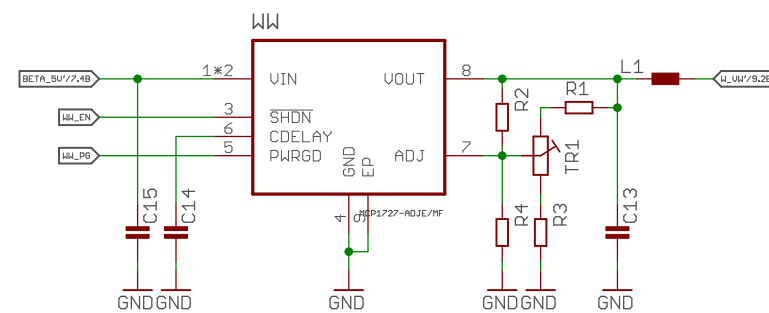 WW
BETA_5V'/7.4B
1*2
VIN
VOUT
8
L1
W_VW'/9.2B
R1
R2
WW_EN
3
SHDN
6
CDELAY
WW_PG
5
PWRGD
GND
EP
ADJ
7
TR1
C15
C14
4
9
MCP1727-ADJE/MF
R4
R3
C13
GND
GND
GND
GND
GND
GND